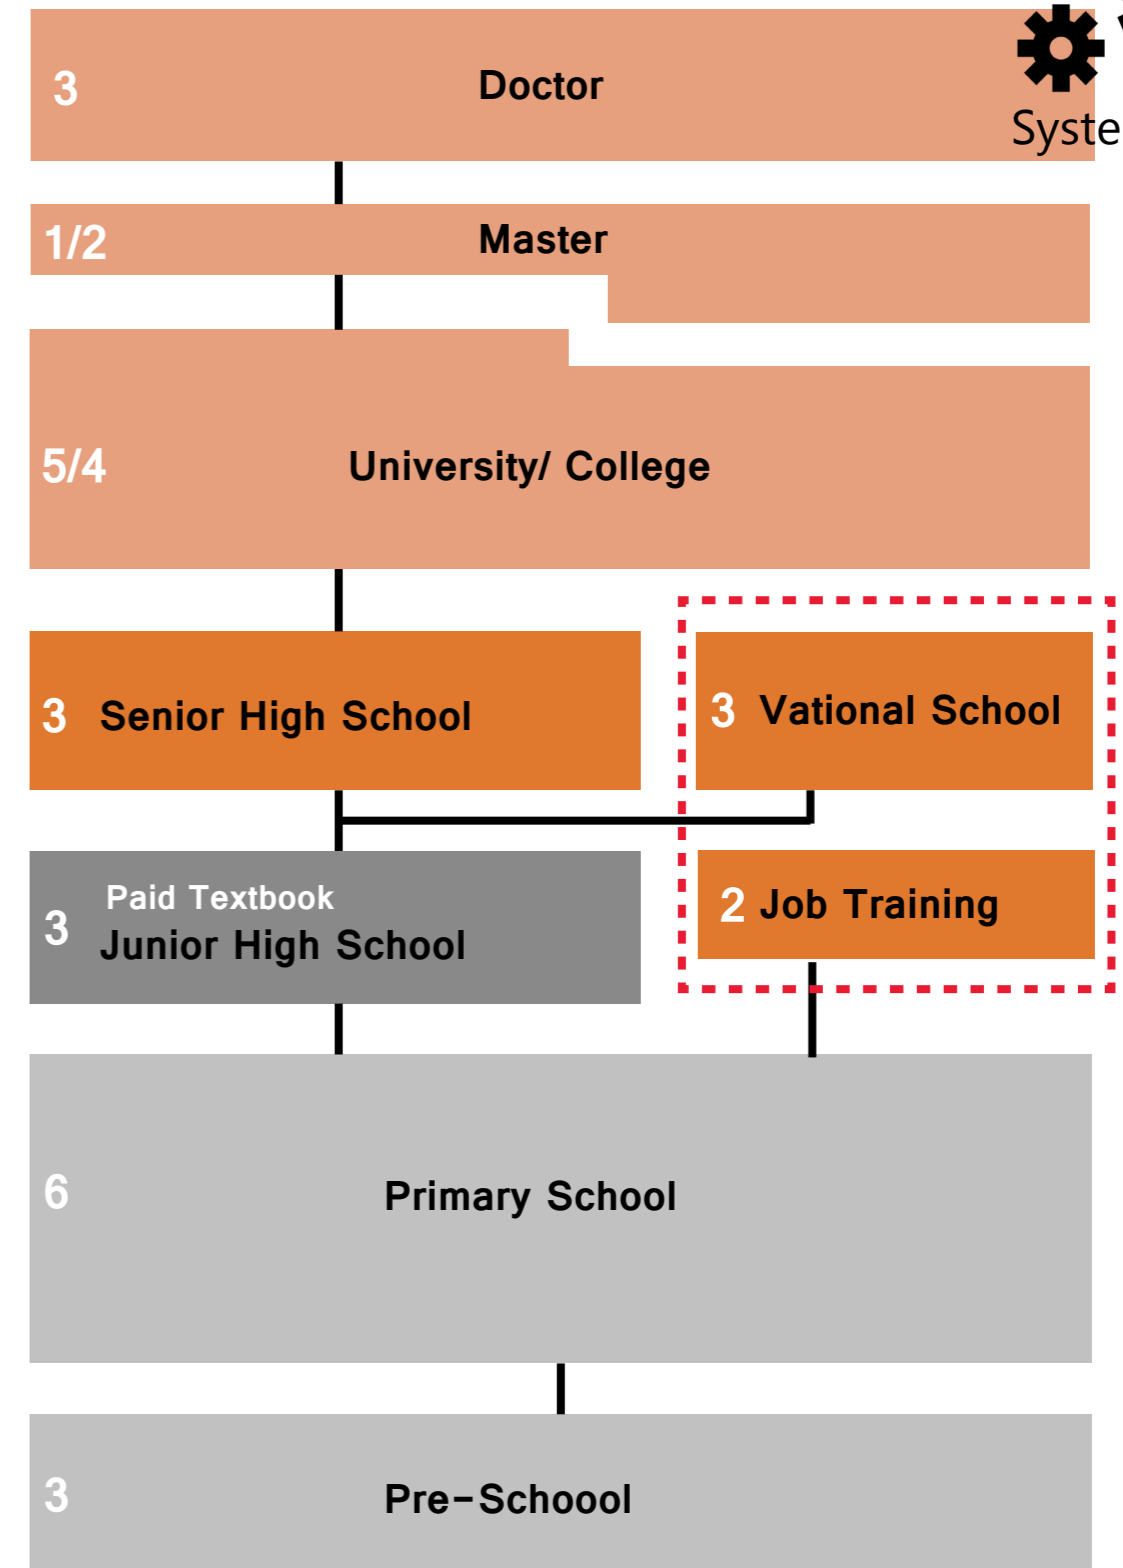 3 Doctor
Syste
1/2 Master
5/4 University/ College
3 Senior High School
3 Vational School
Paid Textbook
3 Junior High School
2 Job Training
6 Primary School
3 Pre-Schoool